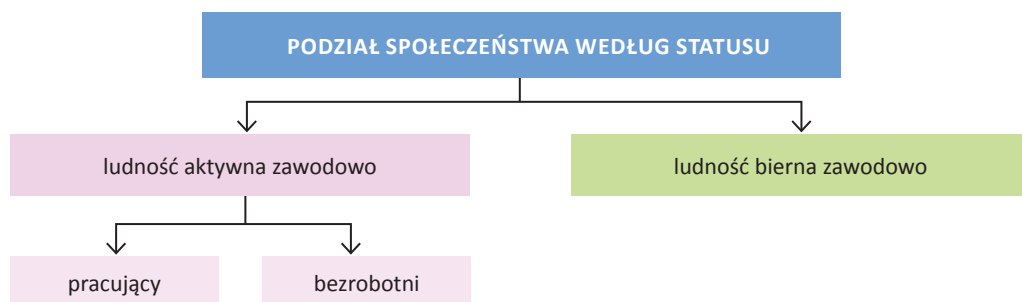 PODZIAŁ SPOŁECZEŃSTWA WEDŁUG STATUSU
ludność aktywna zawodowo
ludność bierna zawodowo
pracujący
bezrobotni